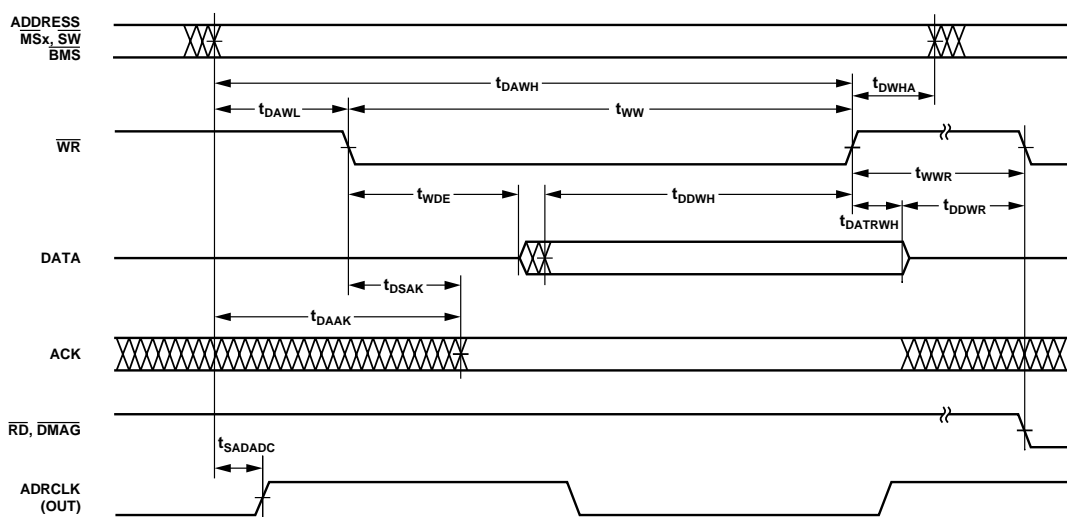 ADDRESS
MSx, SW
BMS
tDAWH
tDWHA
tDAWL
tWW
WR
tWWR
tWDE
tDDWH
tDDWR
tDATRWH
DATA
tDSAK
tDAAK
ACK
RD, DMAG
tSADADC
ADRCLK
(OUT)